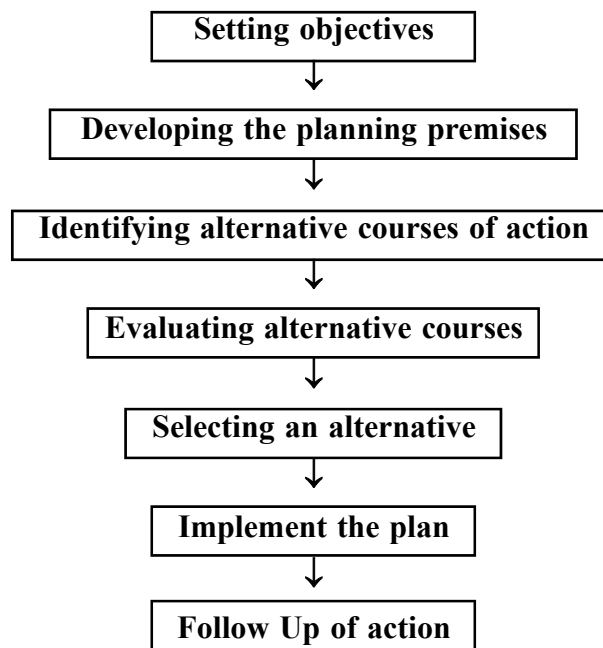 Setting objectives
Developing the planning premises
Identifying alternative courses of action
Evaluating alternative courses
Selecting an alternative
Implement the plan
Follow Up of action